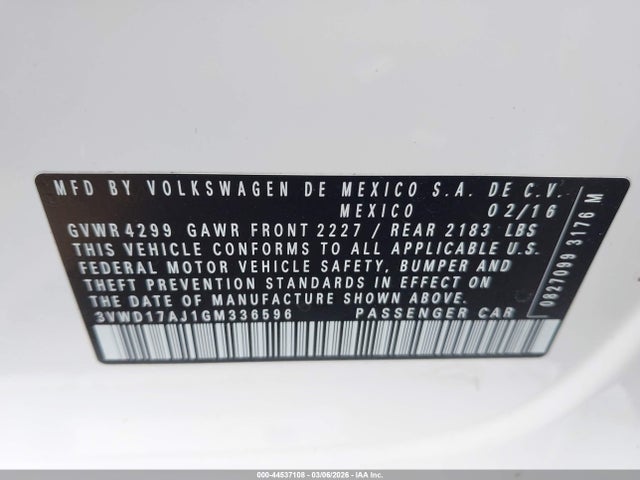 MFD BY VOLKSWAGEN DE MEXICO S.A. DE C.V.
MEXICO 02/16
GVWR 4299 GAWR FRONT 2227 / REAR 2183 LBS
THIS VEHICLE CONFORMS TO ALL APPLICABLE U.S.
FEDERAL MOTOR VEHICLE SAFETY, BUMPER AND
THEFT PREVENTION STANDARDS IN EFFECT ON
THE DATE OF MANUFACTURE SHOWN ABOVE.
3VWD17AJ1GM336596 PASSENGER CAR
0827099 3176 M
000-44537108 - 03/06/2026 - IAA Inc.